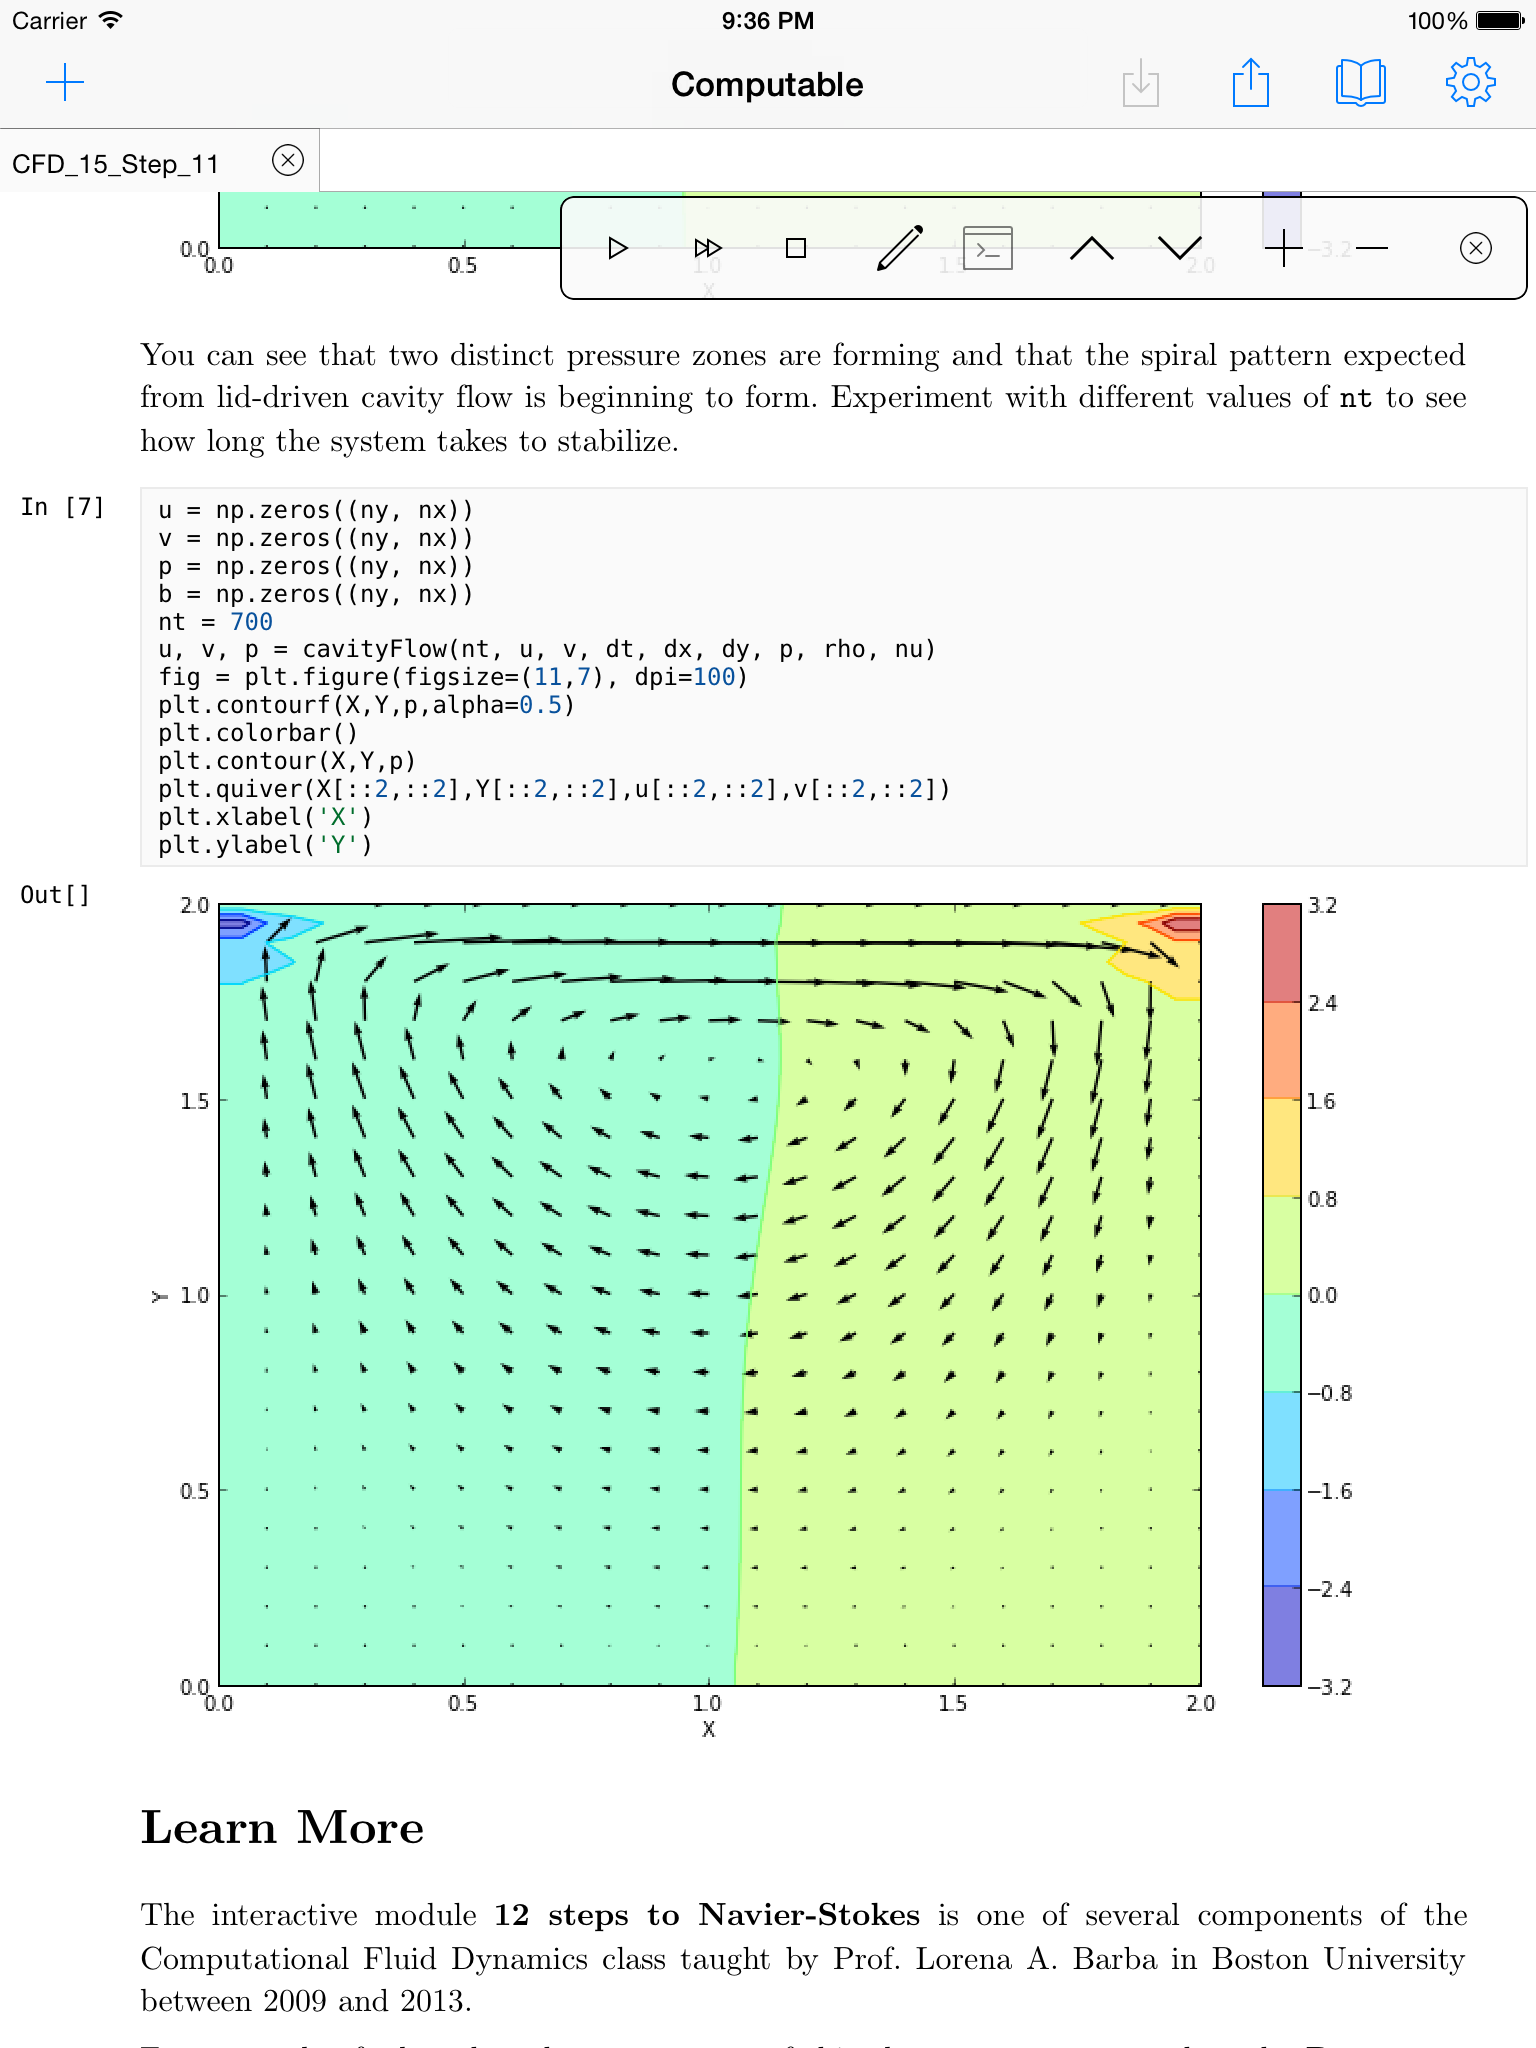 Carrier 9:36 PM 100%
Computable
CFD_15_Step_11
0.0
0.0 0.5 1.0 1.5 2.0 −3.2
X
You can see that two distinct pressure zones are forming and that the spiral pattern expected
from lid-driven cavity flow is beginning to form. Experiment with different values of nt to see
how long the system takes to stabilize.
In [7]
u = np.zeros((ny, nx))
v = np.zeros((ny, nx))
p = np.zeros((ny, nx))
b = np.zeros((ny, nx))
nt = 700
u, v, p = cavityFlow(nt, u, v, dt, dx, dy, p, rho, nu)
fig = plt.figure(figsize=(11,7), dpi=100)
plt.contourf(X,Y,p,alpha=0.5)
plt.colorbar()
plt.contour(X,Y,p)
plt.quiver(X[::2,::2],Y[::2,::2],u[::2,::2],v[::2,::2])
plt.xlabel('X')
plt.ylabel('Y')
Out[]
2.0
1.5
1.0
0.5
0.0
Y
0.0 0.5 1.0 1.5 2.0
X
3.2
2.4
1.6
0.8
0.0
−0.8
−1.6
−2.4
−3.2
Learn More
The interactive module 12 steps to Navier-Stokes is one of several components of the
Computational Fluid Dynamics class taught by Prof. Lorena A. Barba in Boston University
between 2009 and 2013.